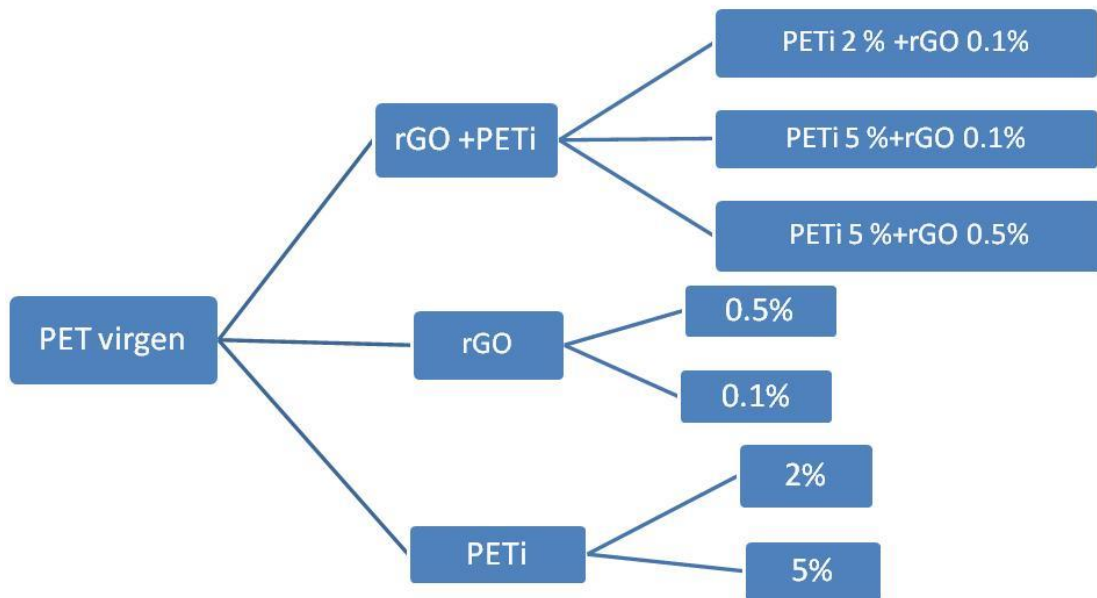 PETi 2 % +rGO 0.1%
rGO +PETi
PETi 5 %+rGO 0.1%
PETi 5 %+rGO 0.5%
PET virgen
rGO
0.5%
0.1%
PETi
2%
5%